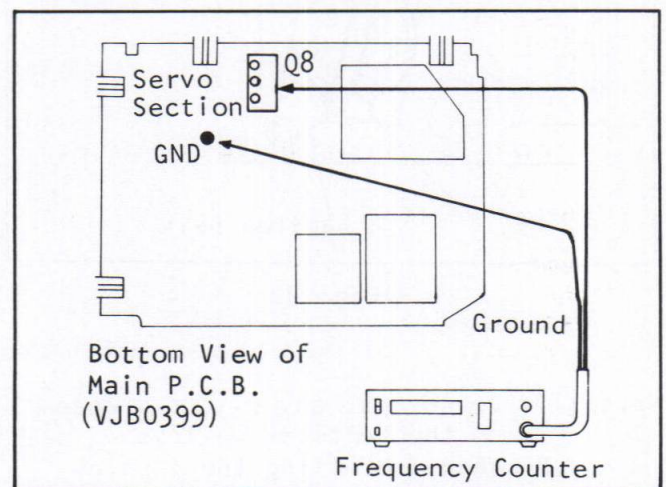 Q8
Servo
Section
GND
Ground
Bottom View of
Main P.C.B.
(VJB0399)
Frequency Counter